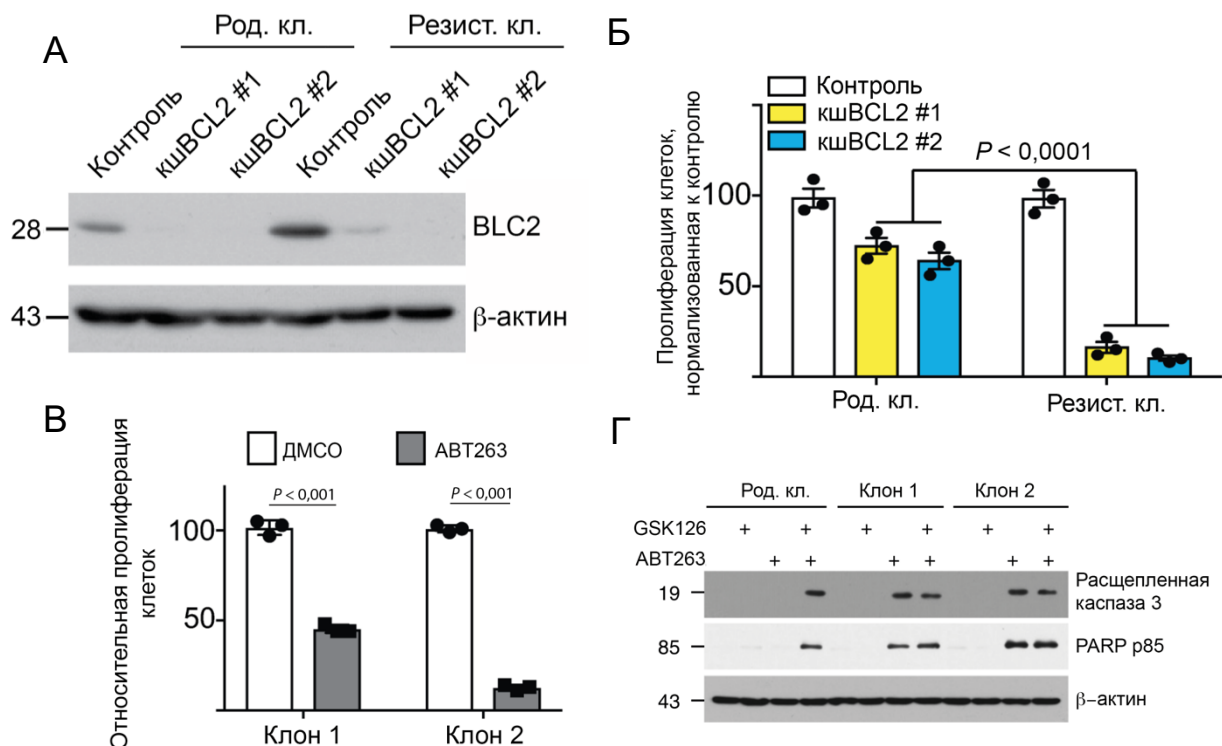 А
Род. кл.
Резист. кл.
Контроль
кшBCL2 #1
кшBCL2 #2
Контроль
кшBCL2 #1
кшBCL2 #2
28
BLC2
43
β-актин
Б
Контроль
кшBCL2 #1
кшBCL2 #2
P < 0,0001
Пролиферация клеток,
нормализованная к контролю
100
50
Род. кл.
Резист. кл.
В
Относительная пролиферация
клеток
ДМСО
ABT263
P < 0,001
P < 0,001
100
50
Клон 1
Клон 2
Г
Род. кл.
Клон 1
Клон 2
GSK126 + + + + + +
ABT263 + + + + + +
19
Расщепленная
каспаза 3
85
PARP p85
43
β–актин